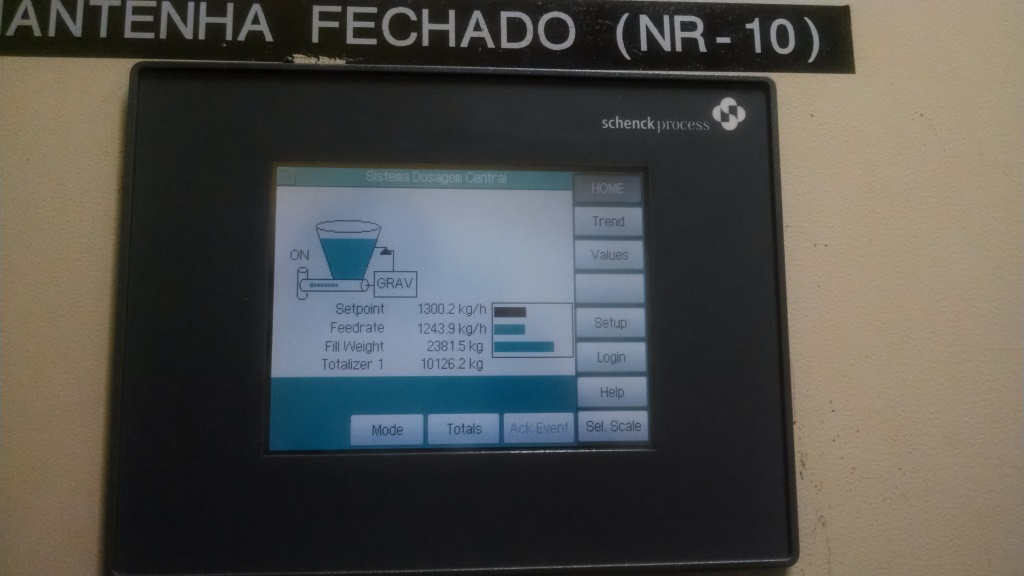 ANTENHA FECHADO (NR-10)
schenck process
Sistema Dosagem Central
HOME
Trend
Values
ON
GRAV
Setpoint 1300.2 kg/h
Feedrate 1243.9 kg/h
Fill Weight 2381.5 kg
Totalizer 1 10126.2 kg
Setup
Login
Help
Mode Totals Ack Event Sel. Scale